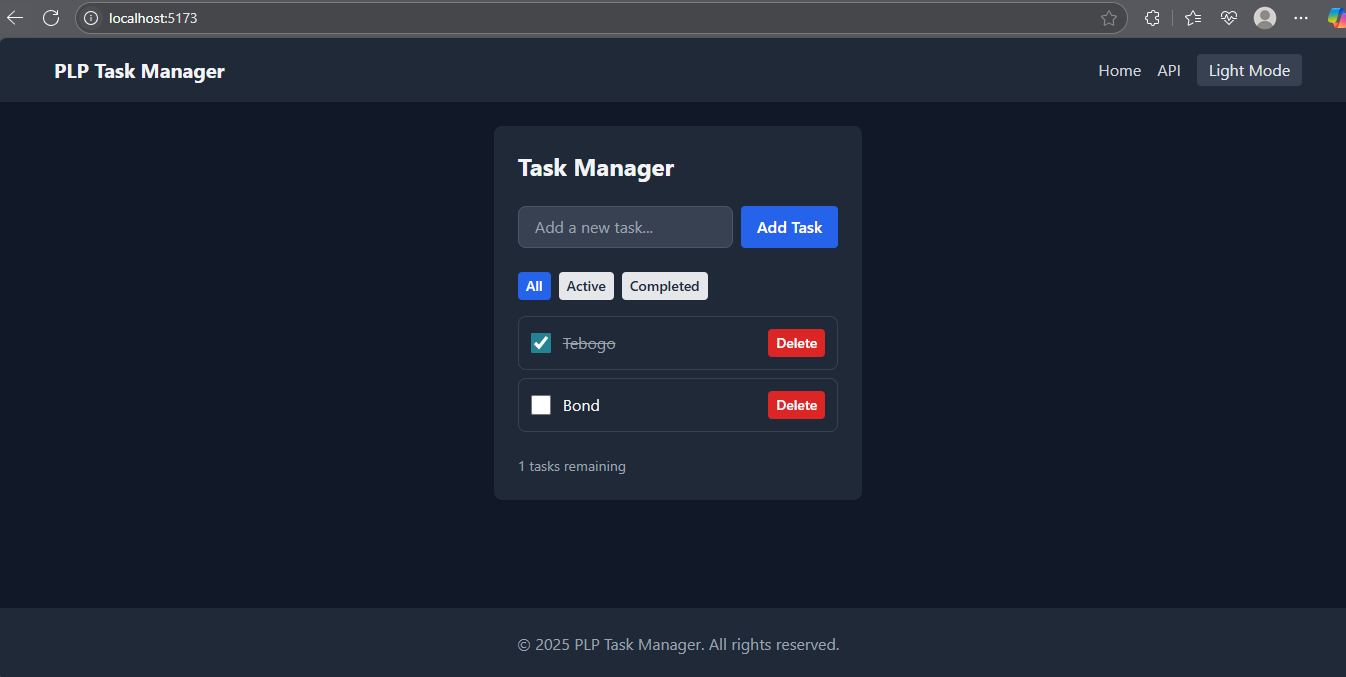 localhost:5173
PLP Task Manager
Home API Light Mode
Task Manager
Add a new task... Add Task
All Active Completed
Tebogo Delete
Bond Delete
1 tasks remaining
© 2025 PLP Task Manager. All rights reserved.